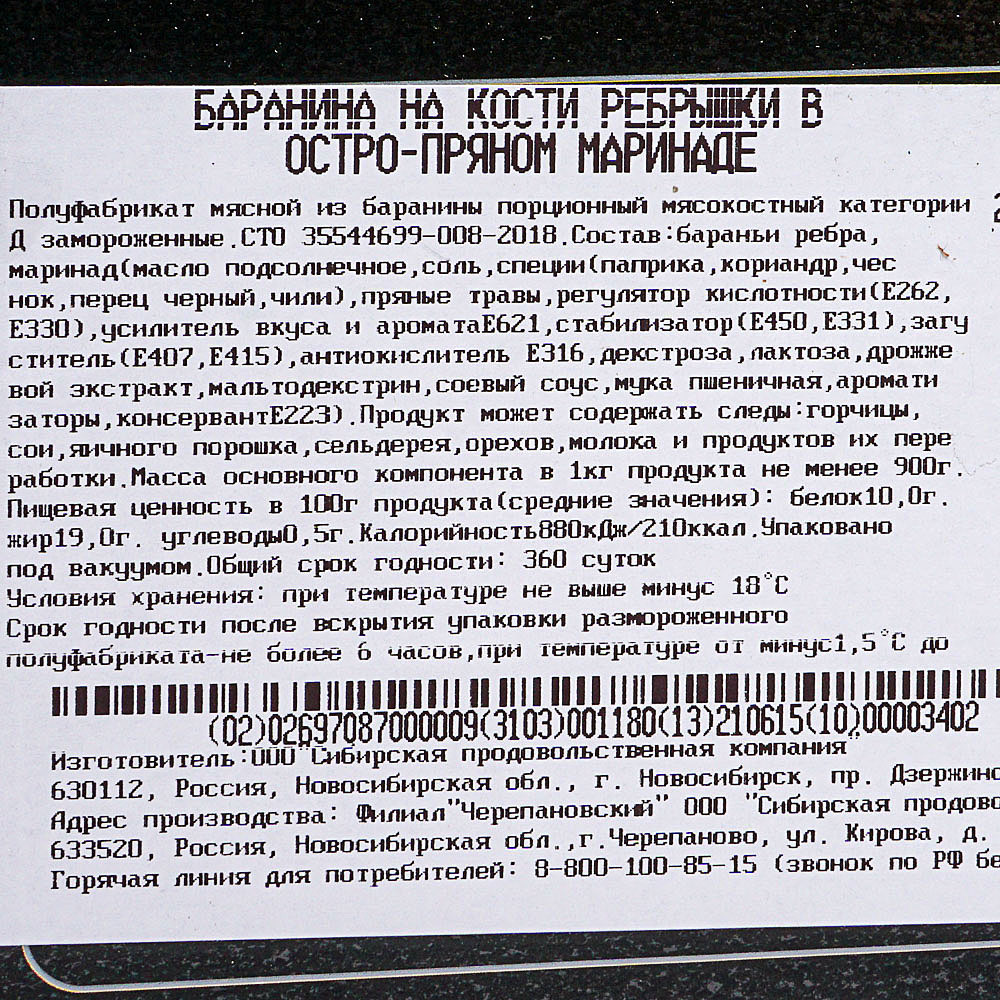 БАРАНИНА НА КОСТИ РЕБРЫШКИ В
ОСТРО-ПРЯНОМ МАРИНАДЕ
Полуфабрикат мясной из баранины порционный мясокостный категории
Д замороженные.СТО 35544699-008-2018.Состав:бараньи ребра,
маринад(масло подсолнечное,соль,специи(паприка,кориандр,чес
нок,перец черный,чили),пряные травы,регулятор кислотности(Е262,
Е330),усилитель вкуса и ароматаЕ621,стабилизатор(Е450,Е331),загу
ститель(Е407,Е415),антиокислитель Е316,декстроза,лактоза,дрожже
вой экстракт,мальтодекстрин,соевый соус,мука пшеничная,аромати
заторы,консервантЕ223).Продукт может содержать следы:горчицы,
сои,яичного порошка,сельдерея,орехов,молока и продуктов их пере
работки.Масса основного компонента в 1кг продукта не менее 900г.
Пищевая ценность в 100г продукта(средние значения): белок10,0г.
жир19,0г. углеводы0,5г.Калорийность880кДж/210ккал.Упаковано
под вакуумом.Общий срок годности: 360 суток
Условия хранения: при температуре не выше минус 18°С
Срок годности после вскрытия упаковки размороженного
полуфабриката-не более 6 часов,при температуре от минус1,5°С до
(02)02697087000009(3103)001180(13)210615(10)00003402
Изготовитель:ООО"Сибирская продовольственная компания"
630112, Россия, Новосибирская обл., г. Новосибирск, пр. Дзержинс
Адрес производства: Филиал"Черепановский" ООО "Сибирская продово
633520, Россия, Новосибирская обл.,г.Черепаново, ул. Кирова, д.
Горячая линия для потребителей: 8-800-100-85-15 (звонок по РФ бе